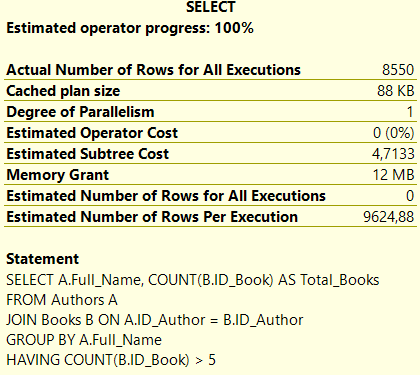 SELECT
Estimated operator progress: 100%
Actual Number of Rows for All Executions 8550
Cached plan size 88 KB
Degree of Parallelism 1
Estimated Operator Cost 0 (0%)
Estimated Subtree Cost 4,7133
Memory Grant 12 MB
Estimated Number of Rows for All Executions 0
Estimated Number of Rows Per Execution 9624,88
Statement
SELECT A.Full_Name, COUNT(B.ID_Book) AS Total_Books
FROM Authors A
JOIN Books B ON A.ID_Author = B.ID_Author
GROUP BY A.Full_Name
HAVING COUNT(B.ID_Book) > 5